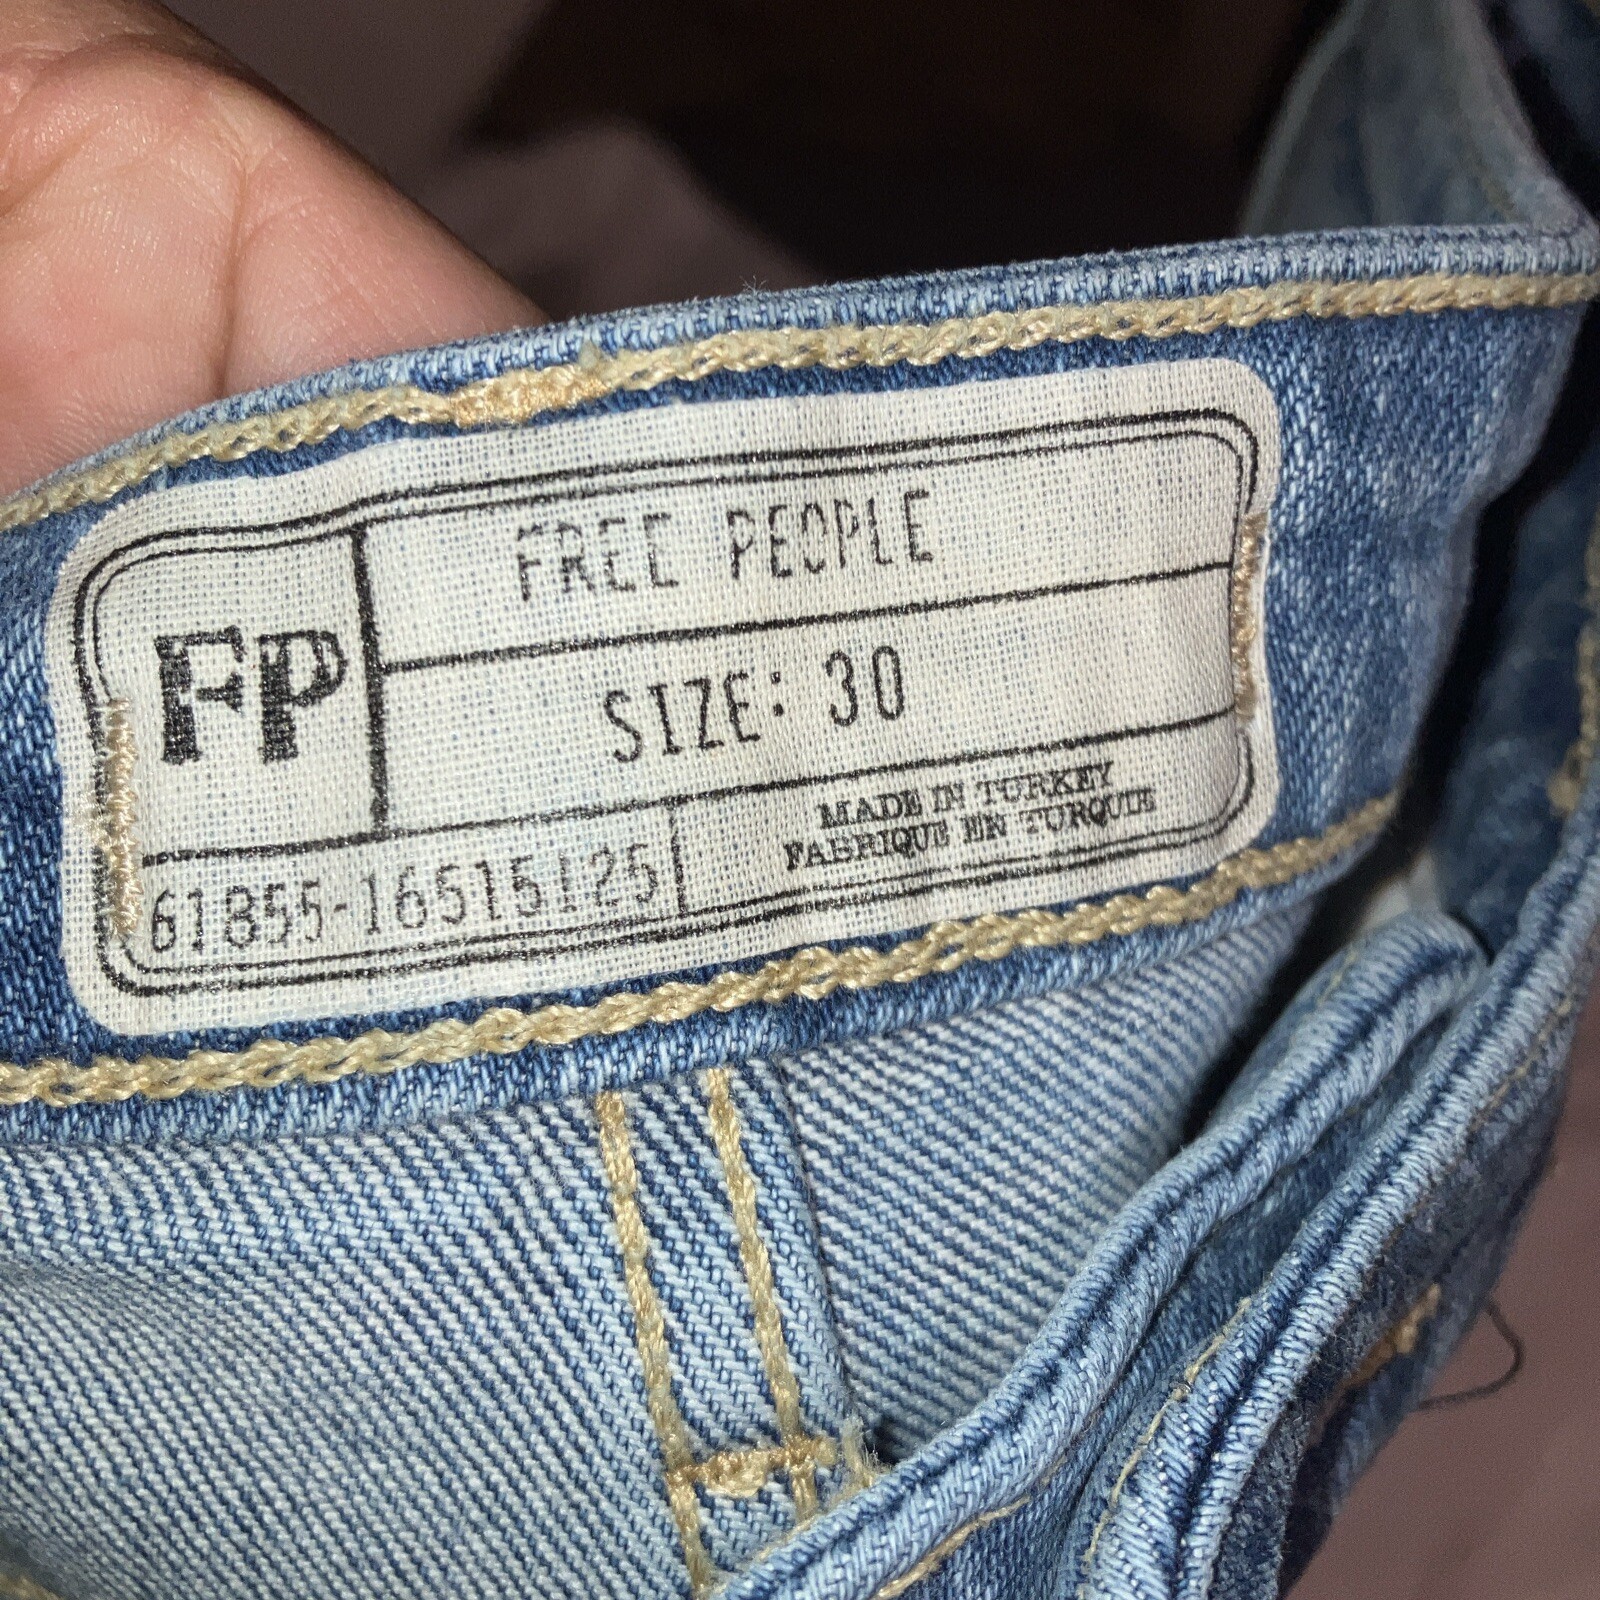 FREE PEOPLE
FP
SIZE: 30
61855-16515125
MADE IN TURKEY
FABRIQUE EN TURQUIE